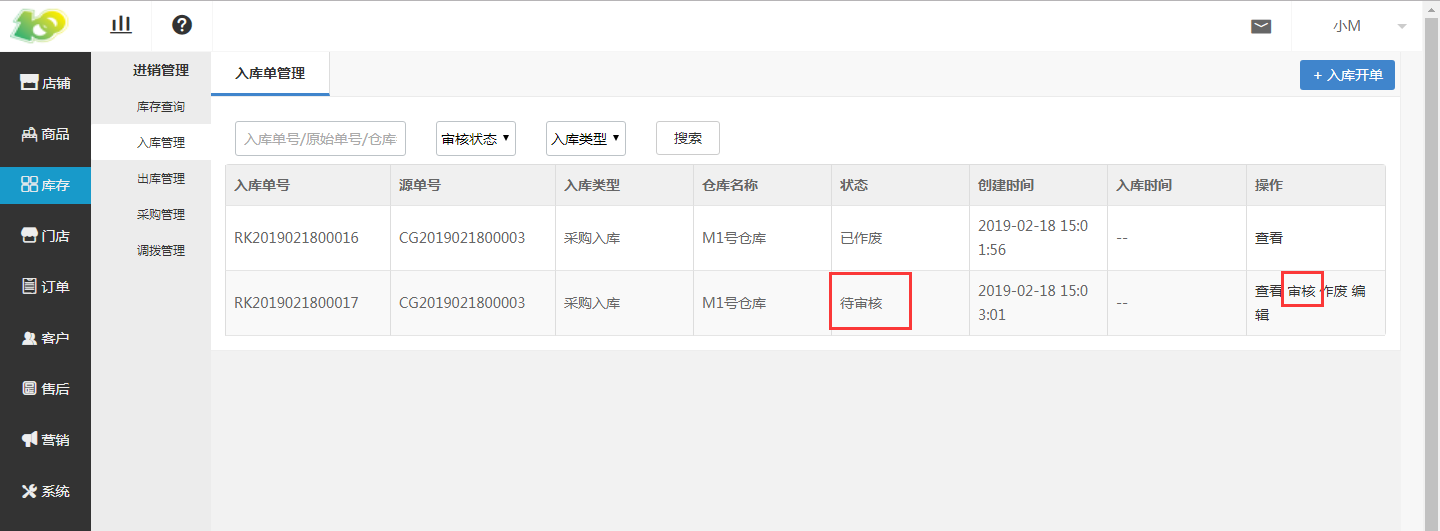 小M
店铺
商品
库存
门店
订单
客户
售后
营销
系统
进销管理
库存查询
入库管理
出库管理
采购管理
调拨管理
入库单管理
+ 入库开单
入库单号/原始单号/仓库
审核状态
入库类型
搜索
入库单号 源单号 入库类型 仓库名称 状态 创建时间 入库时间 操作
RK2019021800016 CG2019021800003 采购入库 M1号仓库 已作废 2019-02-18 15:0
1:56 -- 查看
RK2019021800017 CG2019021800003 采购入库 M1号仓库 待审核 2019-02-18 15:0
3:01 -- 查看 审核 作废 编
辑